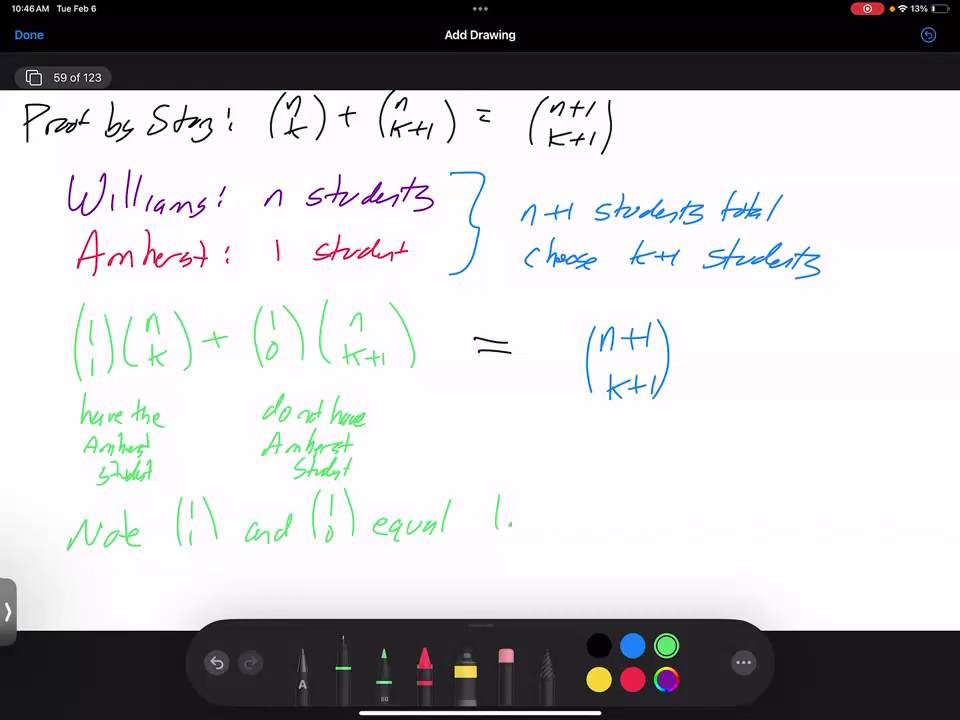 10:46 AM Tue Feb 6
13%
Done
Add Drawing
59 of 123
Proof by Story: (n k) + (n k+1) = (n+1 k+1)
Williams: n students
Amherst: 1 student
n+1 students total
choose k+1 students
(1 1)(n k) + (1 0)(n k+1) = (n+1 k+1)
have the
Amherst
student
do not have
Amherst
Student
Note (1 1) and (1 0) equal 1.
A
50